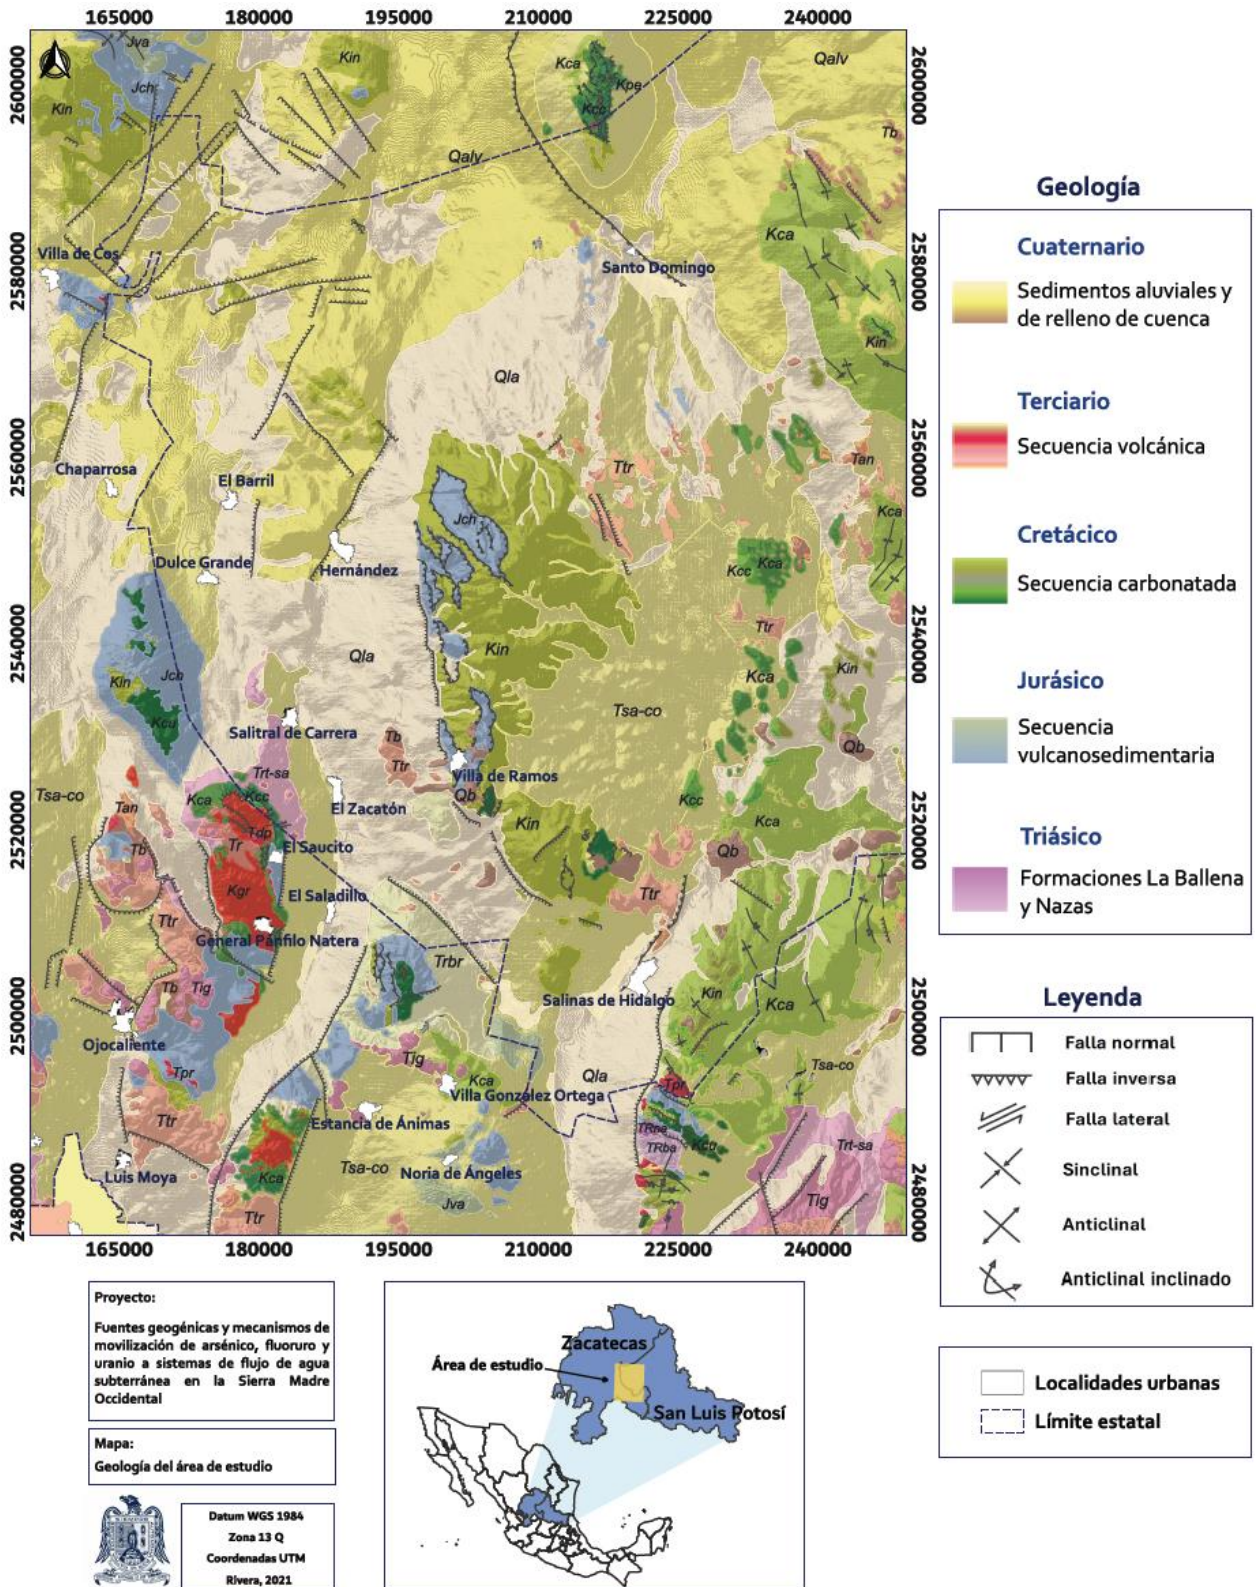 165000 180000 195000 210000 225000 240000
2600000
2580000
2560000
2540000
2520000
2500000
2480000
2600000
2580000
2560000
2540000
2520000
2500000
2480000
Jva
Jch
Kin
Kin
Kca
Kpe
Kcc
Qalv
Tb
Qalv
Kca
Villa de Cos
Santo Domingo
Kin
Qla
Chaparrosa
El Barril
Ttr
Tan
Kca
Jch
Dulce Grande
Hernández
Kcc
Kca
Ttr
Qla
Kin
Kin
Jch
Kin
Kcu
Kca
Tsa-co
Salitral de Carrera
Tb
Ttr
Qb
Trt-sa
Villa de Ramos
Tsa-co
Kca
Kcc
Qb
Kcc
El Zacatón
Tan
Kin
Kca
Tdp
Tb
Tr
El Saucito
Qb
Kgr
El Saladillo
Ttr
Ttr
General Pánfilo Natera
Trbr
Tb
Tig
Salinas de Hidalgo
Kin
Kca
Ojocaliente
Tig
Tpr
Kca
Qla
Tpr
Tsa-co
Villa González Ortega
Ttr
Estancia de Ánimas
TRna
TRba
Kcu
Trt-sa
Luis Moya
Kca
Tsa-co
Noria de Ángeles
Tig
Jva
Ttr
165000 180000 195000 210000 225000 240000
Geología
Cuaternario
Sedimentos aluviales y
de relleno de cuenca
Terciario
Secuencia volcánica
Cretácico
Secuencia carbonatada
Jurásico
Secuencia
vulcanosedimentaria
Triásico
Formaciones La Ballena
y Nazas
Leyenda
Falla normal
Falla inversa
Falla lateral
Sinclinal
Anticlinal
Anticlinal inclinado
Localidades urbanas
Límite estatal
Proyecto:
Fuentes geogénicas y mecanismos de
movilización de arsénico, fluoruro y
uranio a sistemas de flujo de agua
subterránea en la Sierra Madre
Occidental
Mapa:
Geología del área de estudio
Datum WGS 1984
Zona 13 Q
Coordenadas UTM
Rivera, 2021
Zacatecas
Área de estudio
San Luis Potosí